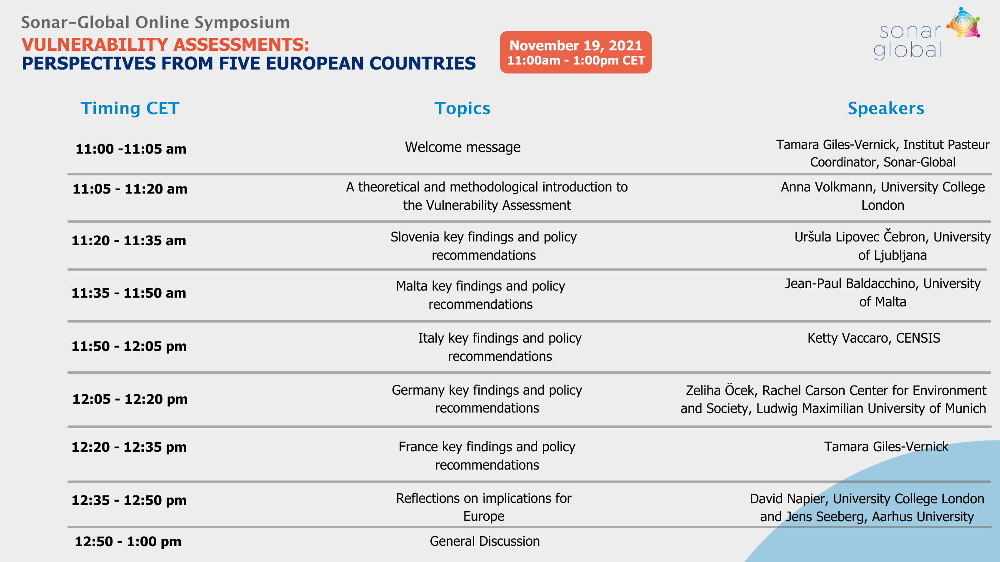 Sonar-Global Online Symposium
VULNERABILITY ASSESSMENTS:
PERSPECTIVES FROM FIVE EUROPEAN COUNTRIES
November 19, 2021
11:00am - 1:00pm CET
sonar
global
Timing CET
Topics
Speakers
11:00 -11:05 am
Welcome message
Tamara Giles-Vernick, Institut Pasteur
Coordinator, Sonar-Global
11:05 - 11:20 am
A theoretical and methodological introduction to
the Vulnerability Assessment
Anna Volkmann, University College
London
11:20 - 11:35 am
Slovenia key findings and policy
recommendations
Uršula Lipovec Čebron, University
of Ljubljana
11:35 - 11:50 am
Malta key findings and policy
recommendations
Jean-Paul Baldacchino, University
of Malta
11:50 - 12:05 pm
Italy key findings and policy
recommendations
Ketty Vaccaro, CENSIS
12:05 - 12:20 pm
Germany key findings and policy
recommendations
Zeliha Öcek, Rachel Carson Center for Environment
and Society, Ludwig Maximilian University of Munich
12:20 - 12:35 pm
France key findings and policy
recommendations
Tamara Giles-Vernick
12:35 - 12:50 pm
Reflections on implications for
Europe
David Napier, University College London
and Jens Seeberg, Aarhus University
12:50 - 1:00 pm
General Discussion